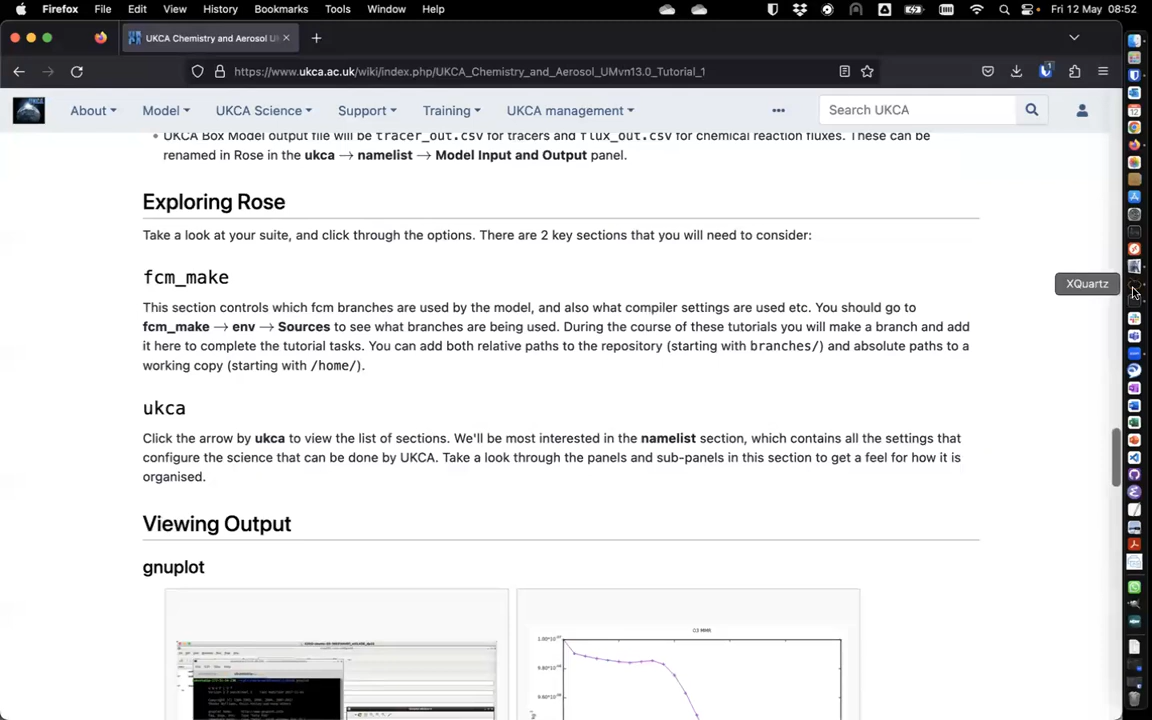 Firefox File Edit View History Bookmarks Tools Window Help Fri 12 May 08:52
UKCA Chemistry and Aerosol U
https://www.ukca.ac.uk/wiki/index.php/UKCA_Chemistry_and_Aerosol_UMvn13.0_Tutorial_1
About Model UKCA Science Support Training UKCA management Search UKCA
UKCA Box Model output file will be tracer_out.csv for tracers and flux_out.csv for chemical reaction fluxes. These can be
renamed in Rose in the ukca → namelist → Model Input and Output panel.
Exploring Rose
Take a look at your suite, and click through the options. There are 2 key sections that you will need to consider:
fcm_make
XQuartz
This section controls which fcm branches are used by the model, and also what compiler settings are used etc. You should go to
fcm_make → env → Sources to see what branches are being used. During the course of these tutorials you will make a branch and add
it here to complete the tutorial tasks. You can add both relative paths to the repository (starting with branches/) and absolute paths to a
working copy (starting with /home/).
ukca
Click the arrow by ukca to view the list of sections. We'll be most interested in the namelist section, which contains all the settings that
configure the science that can be done by UKCA. Take a look through the panels and sub-panels in this section to get a feel for how it is
organised.
Viewing Output
gnuplot
O3 MMR